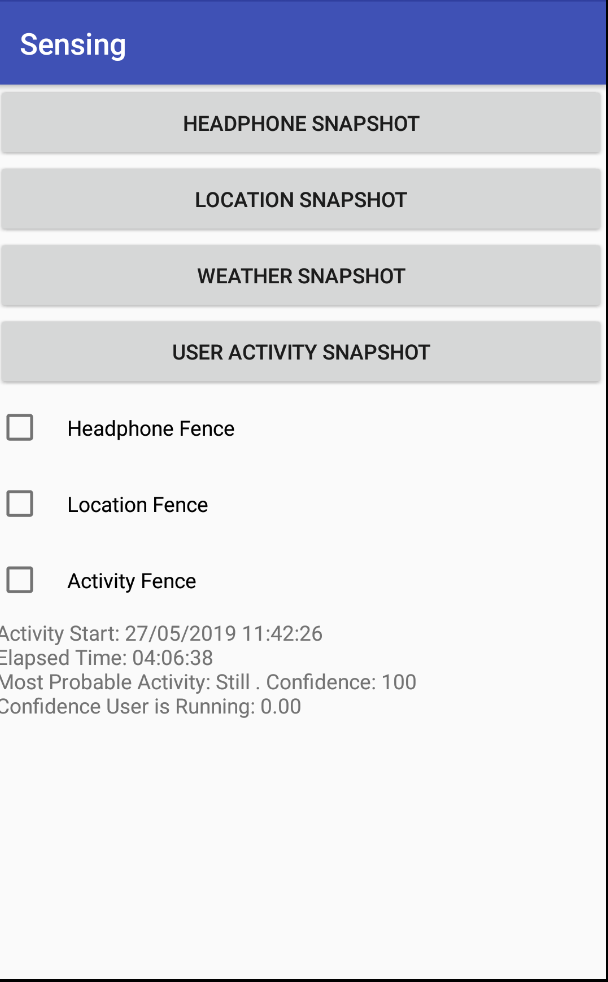 Sensing
HEADPHONE SNAPSHOT
LOCATION SNAPSHOT
WEATHER SNAPSHOT
USER ACTIVITY SNAPSHOT
Headphone Fence
Location Fence
Activity Fence
Activity Start: 27/05/2019 11:42:26
Elapsed Time: 04:06:38
Most Probable Activity: Still . Confidence: 100
Confidence User is Running: 0.00